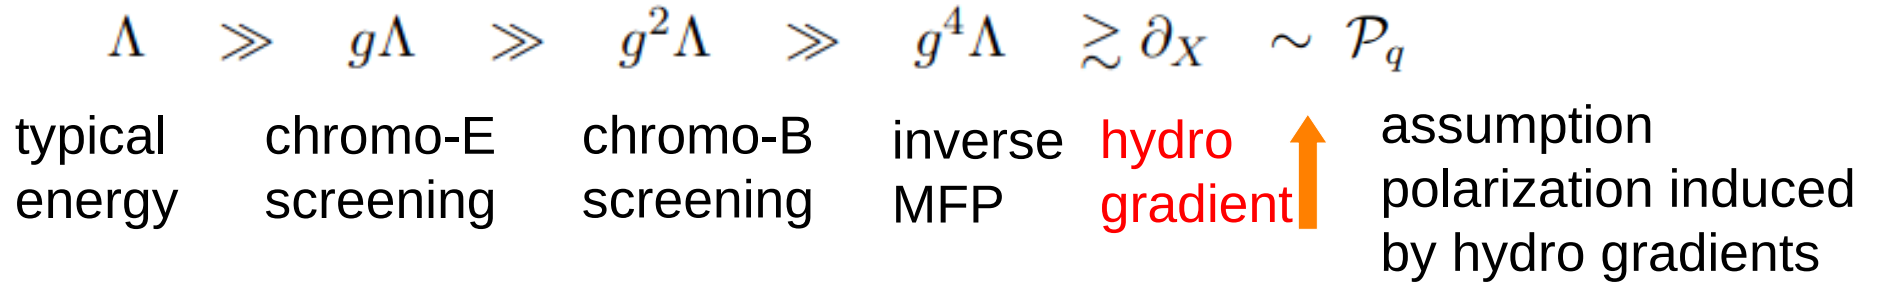 Λ ≫ gΛ ≫ g²Λ ≫ g⁴Λ ≳ ∂_X ∼ 𝒫_q
typical
energy
chromo-E
screening
chromo-B
screening
inverse
MFP
hydro
gradient
assumption
polarization induced
by hydro gradients